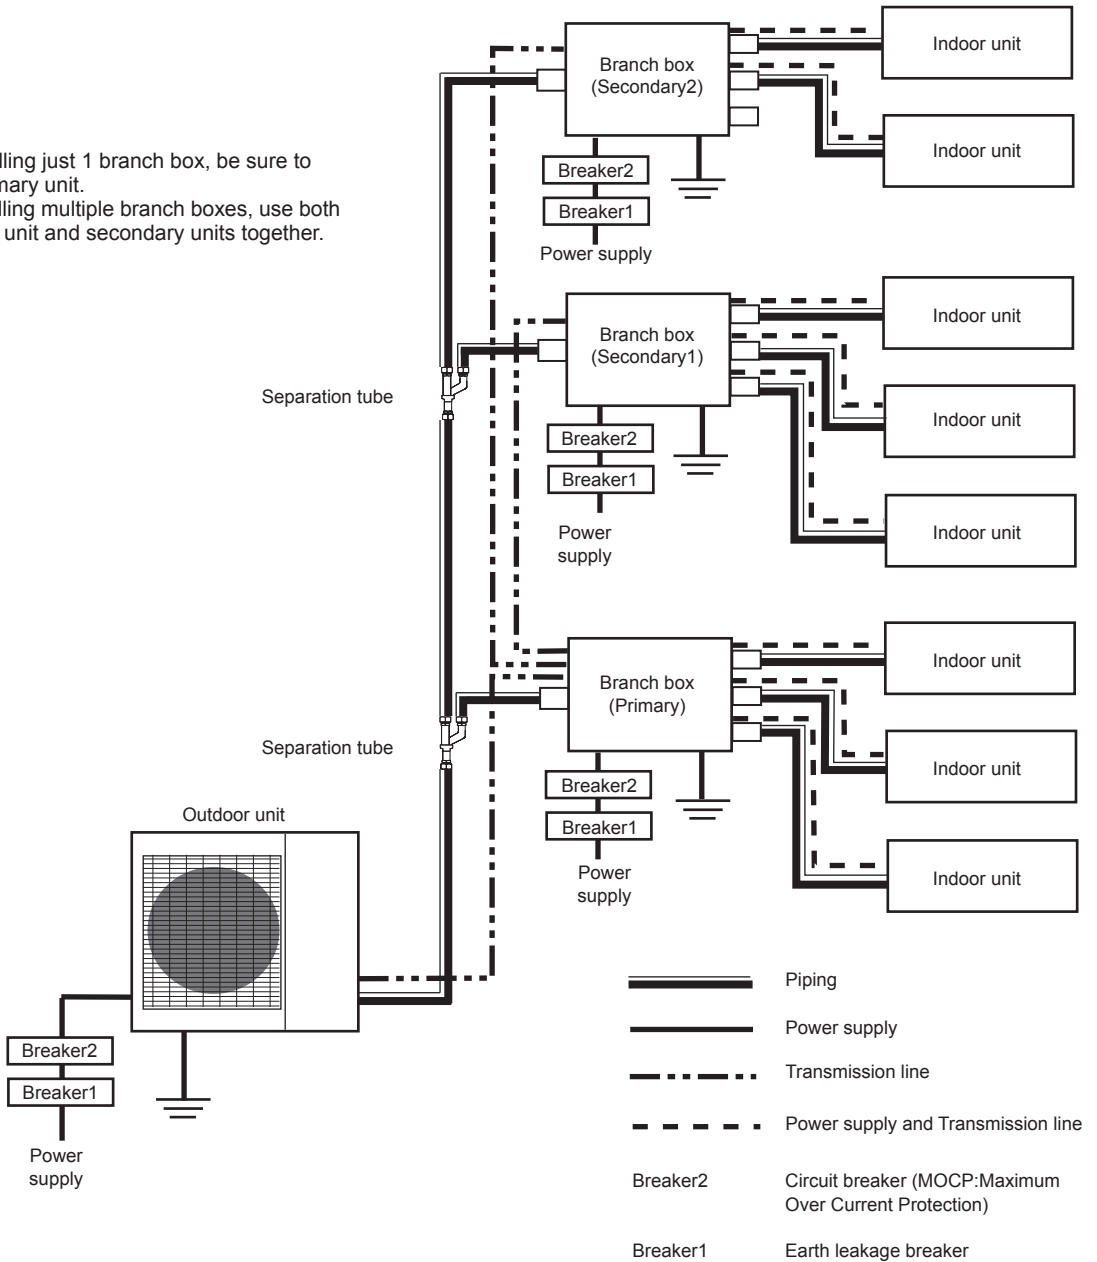 Indoor unit
Branch box
(Secondary2)
Indoor unit
lling just 1 branch box, be sure to
mary unit.
lling multiple branch boxes, use both
unit and secondary units together.
Breaker2
Breaker1
Power supply
Indoor unit
Branch box
(Secondary1)
Separation tube
Indoor unit
Breaker2
Breaker1
Power
supply
Indoor unit
Indoor unit
Branch box
(Primary)
Separation tube
Indoor unit
Breaker2
Breaker1
Power
supply
Indoor unit
Outdoor unit
Breaker2
Breaker1
Power
supply
Piping
Power supply
Transmission line
Power supply and Transmission line
Breaker2 Circuit breaker (MOCP:Maximum
Over Current Protection)
Breaker1 Earth leakage breaker